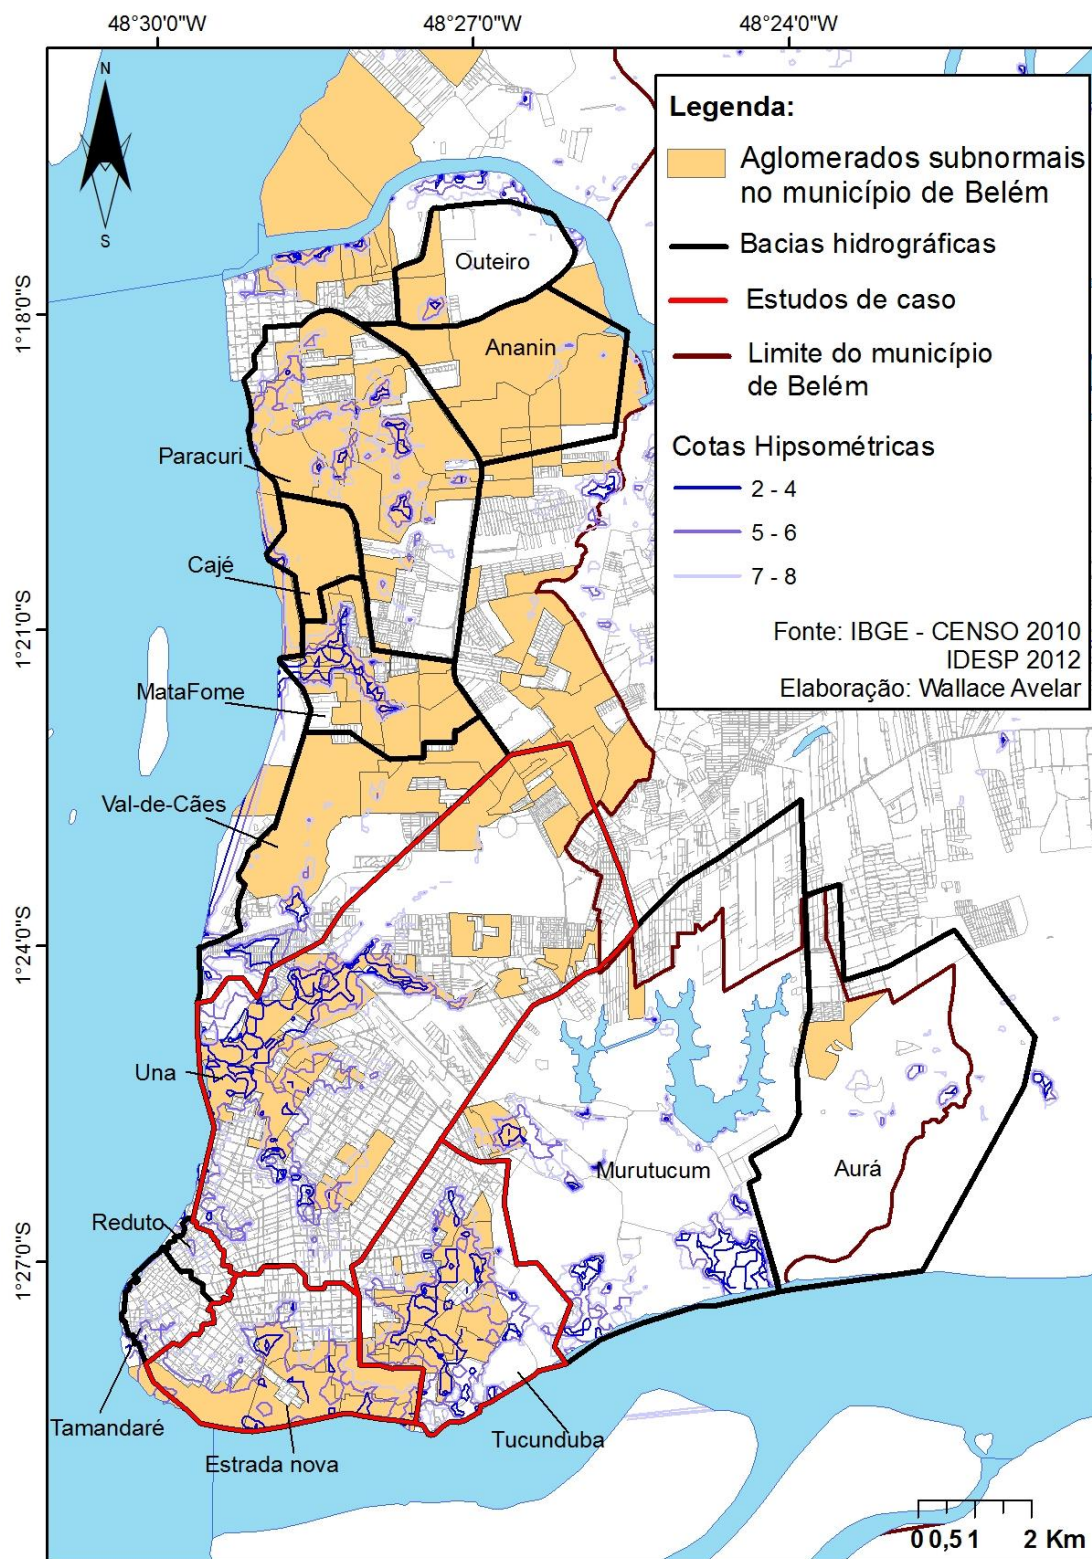 48°30'0"W
48°27'0"W
48°24'0"W
N
S
Legenda:
Aglomerados subnormais
no município de Belém
Bacias hidrográficas
Estudos de caso
Limite do município
de Belém
Cotas Hipsométricas
2 - 4
5 - 6
7 - 8
Fonte: IBGE - CENSO 2010
IDESP 2012
Elaboração: Wallace Avelar
1°18'0"S
1°21'0"S
1°24'0"S
1°27'0"S
Outeiro
Ananin
Paracuri
Cajé
MataFome
Val-de-Cães
Una
Murutucum
Aurá
Reduto
Tamandaré
Estrada nova
Tucunduba
0 0,5 1 2 Km